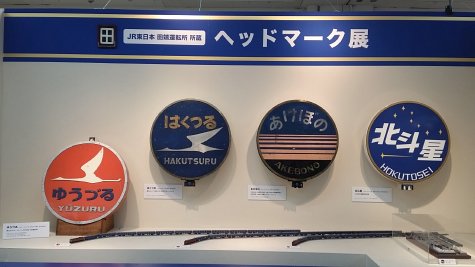 田
JR東日本 田端運転所 所蔵
ヘッドマーク展
ゆうづる
YUZURU
はくつる
HAKUTSURU
あけぼの
AKEBONO
北斗星
HOKUTOSEI